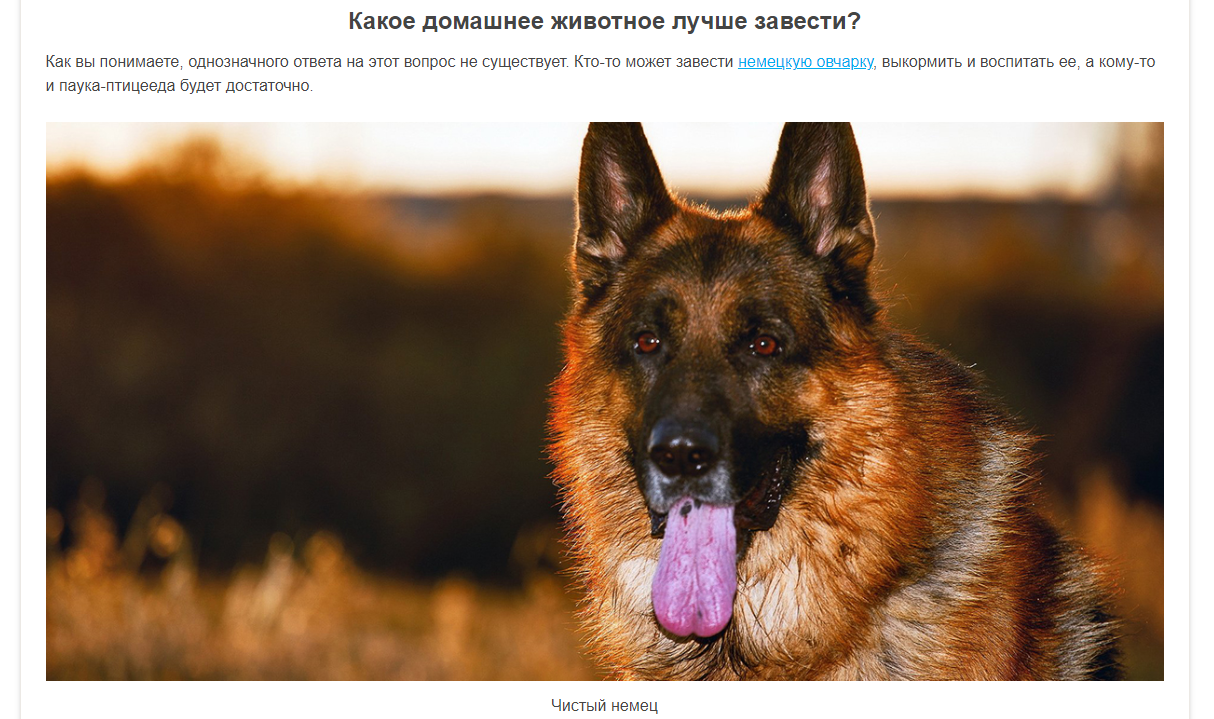 Какое домашнее животное лучше завести?
Как вы понимаете, однозначного ответа на этот вопрос не существует. Кто-то может завести немецкую овчарку, выкормить и воспитать ее, а кому-то
и паука-птицееда будет достаточно.
Чистый немец